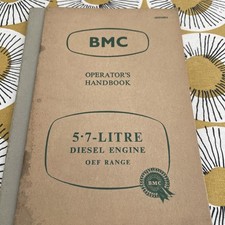 BMC
OPERATOR'S
HANDBOOK
5·7-LITRE
DIESEL ENGINE
OEF RANGE
BMC